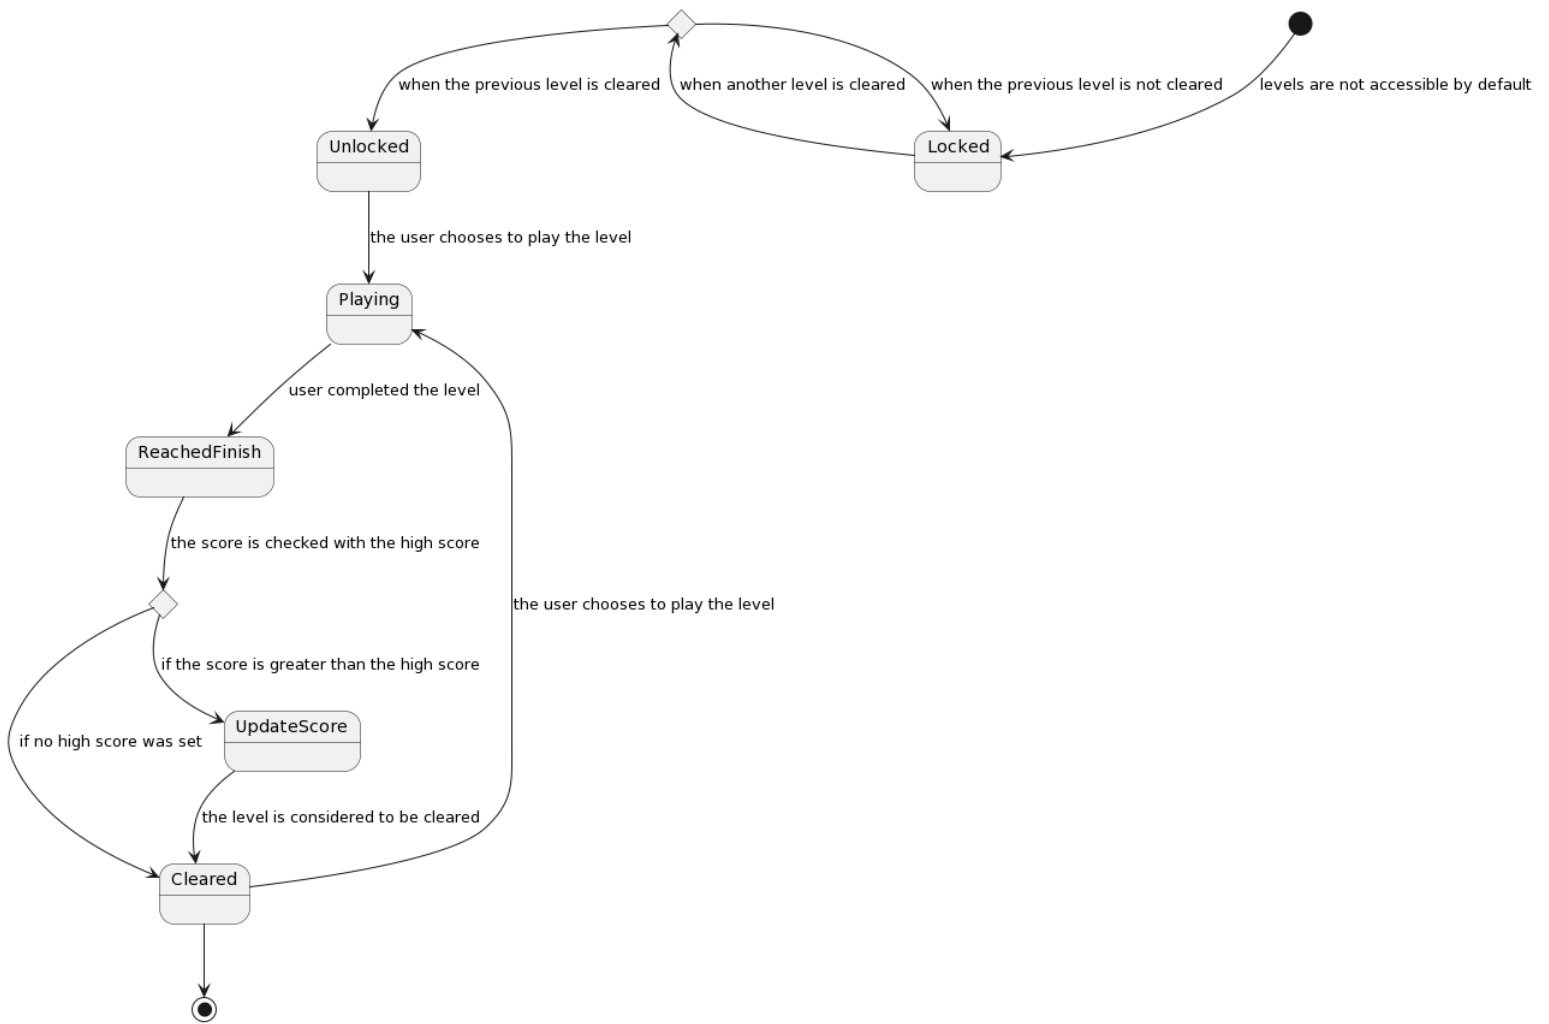 when the previous level is cleared
when another level is cleared
when the previous level is not cleared
levels are not accessible by default
Unlocked
Locked
the user chooses to play the level
Playing
user completed the level
ReachedFinish
the score is checked with the high score
the user chooses to play the level
if the score is greater than the high score
UpdateScore
if no high score was set
the level is considered to be cleared
Cleared